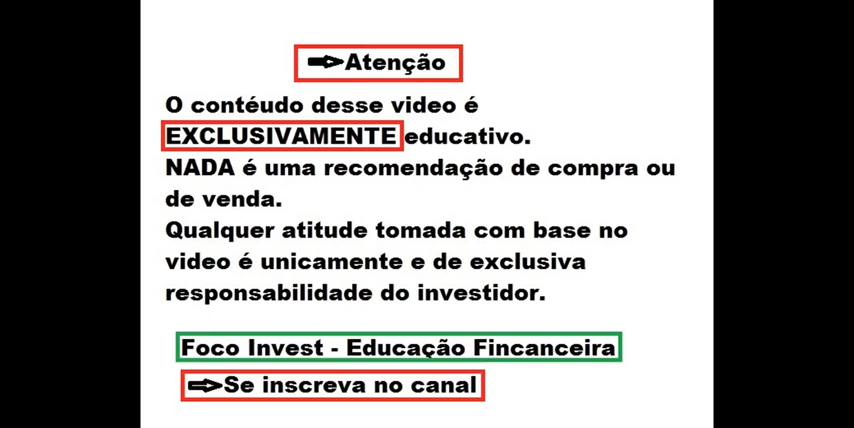 ⇨Atenção
O contéudo desse video é
EXCLUSIVAMENTE educativo.
NADA é uma recomendação de compra ou
de venda.
Qualquer atitude tomada com base no
video é unicamente e de exclusiva
responsabilidade do investidor.
Foco Invest - Educação Fincanceira
⇨Se inscreva no canal